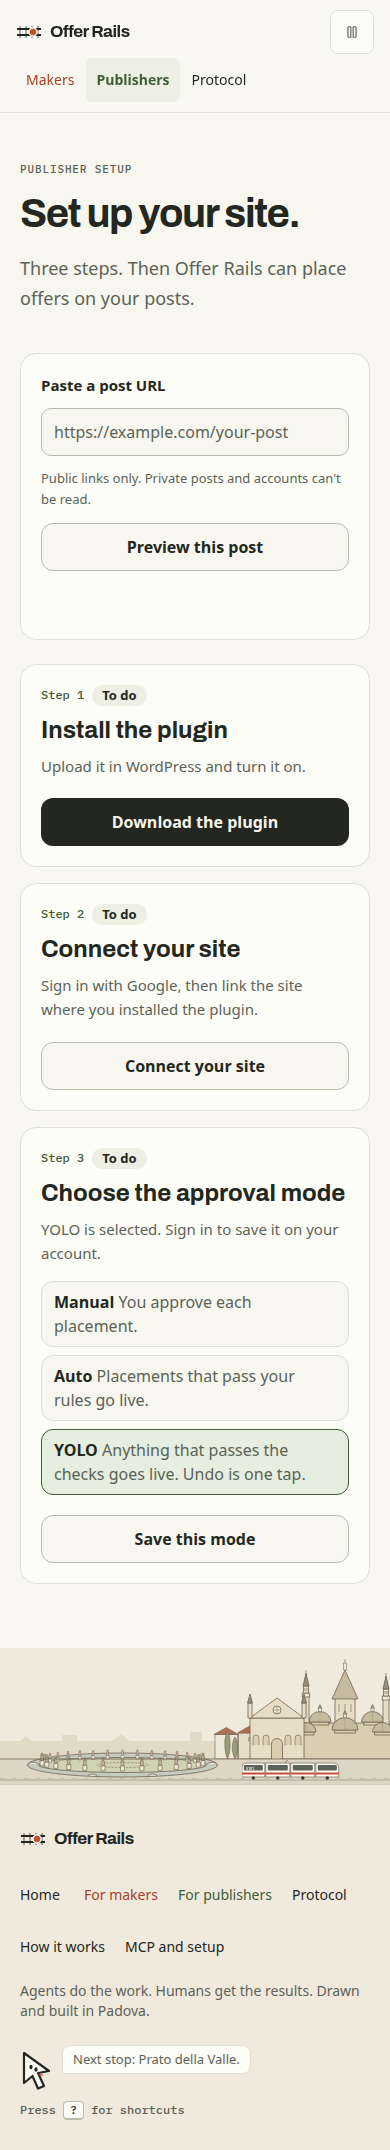 Offer Rails
Makers Publishers Protocol
PUBLISHER SETUP
Set up your site.
Three steps. Then Offer Rails can place
offers on your posts.
Paste a post URL
https://example.com/your-post
Public links only. Private posts and accounts can't
be read.
Preview this post
Step 1 To do
Install the plugin
Upload it in WordPress and turn it on.
Download the plugin
Step 2 To do
Connect your site
Sign in with Google, then link the site
where you installed the plugin.
Connect your site
Step 3 To do
Choose the approval mode
YOLO is selected. Sign in to save it on your
account.
Manual You approve each
placement.
Auto Placements that pass your
rules go live.
YOLO Anything that passes the
checks goes live. Undo is one tap.
Save this mode
Offer Rails
Home For makers For publishers Protocol
How it works MCP and setup
Agents do the work. Humans get the results. Drawn
and built in Padova.
Next stop: Prato della Valle.
Press ? for shortcuts